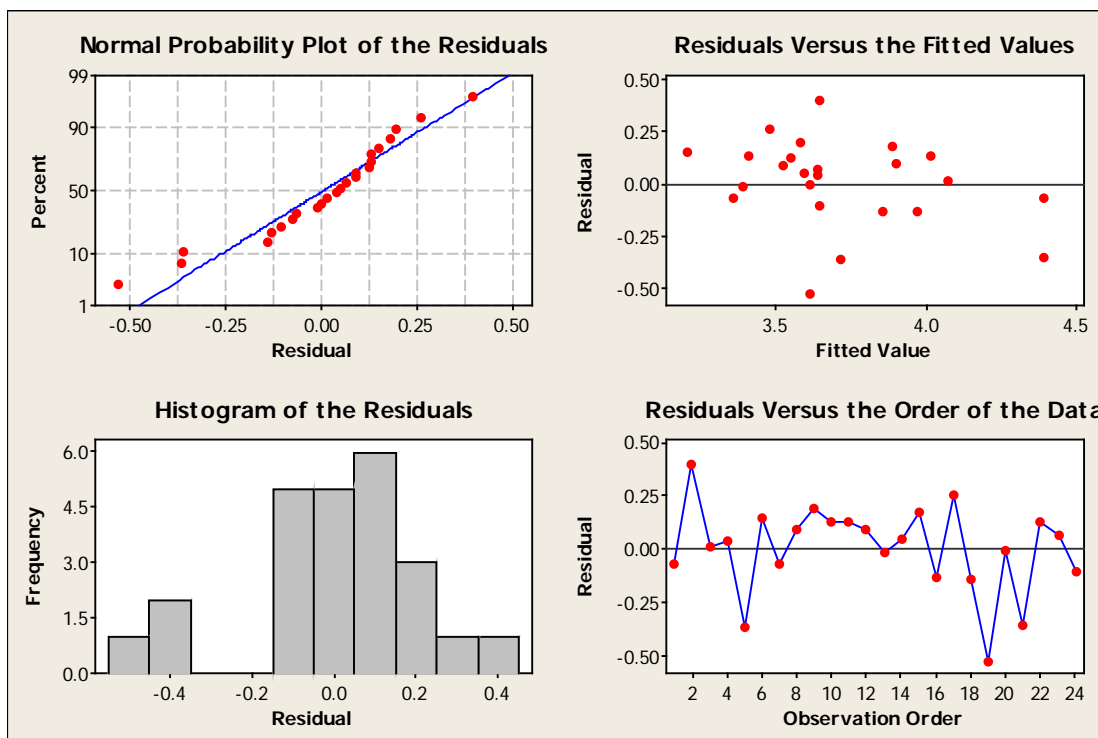 Normal Probability Plot of the Residuals
99
90
50
10
1
Percent
-0.50 -0.25 0.00 0.25 0.50
Residual
Residuals Versus the Fitted Values
0.50
0.25
0.00
-0.25
-0.50
Residual
3.5 4.0 4.5
Fitted Value
Histogram of the Residuals
6.0
4.5
3.0
1.5
0.0
Frequency
-0.4 -0.2 0.0 0.2 0.4
Residual
Residuals Versus the Order of the Data
0.50
0.25
0.00
-0.25
-0.50
Residual
2 4 6 8 10 12 14 16 18 20 22 24
Observation Order